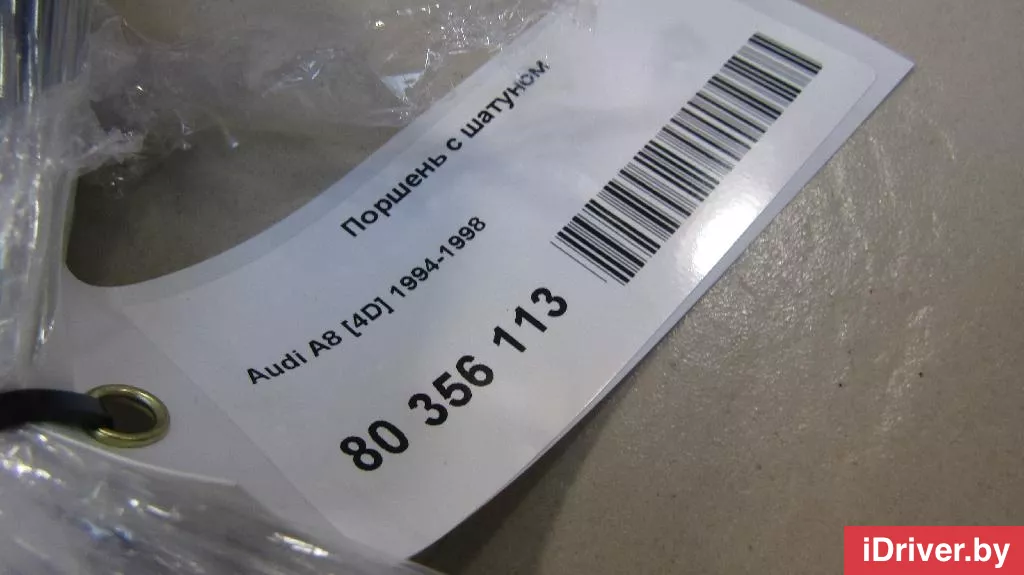 Поршень с шатуном
Audi A8 [4D] 1994-1998
80 356 113
iDriver.by